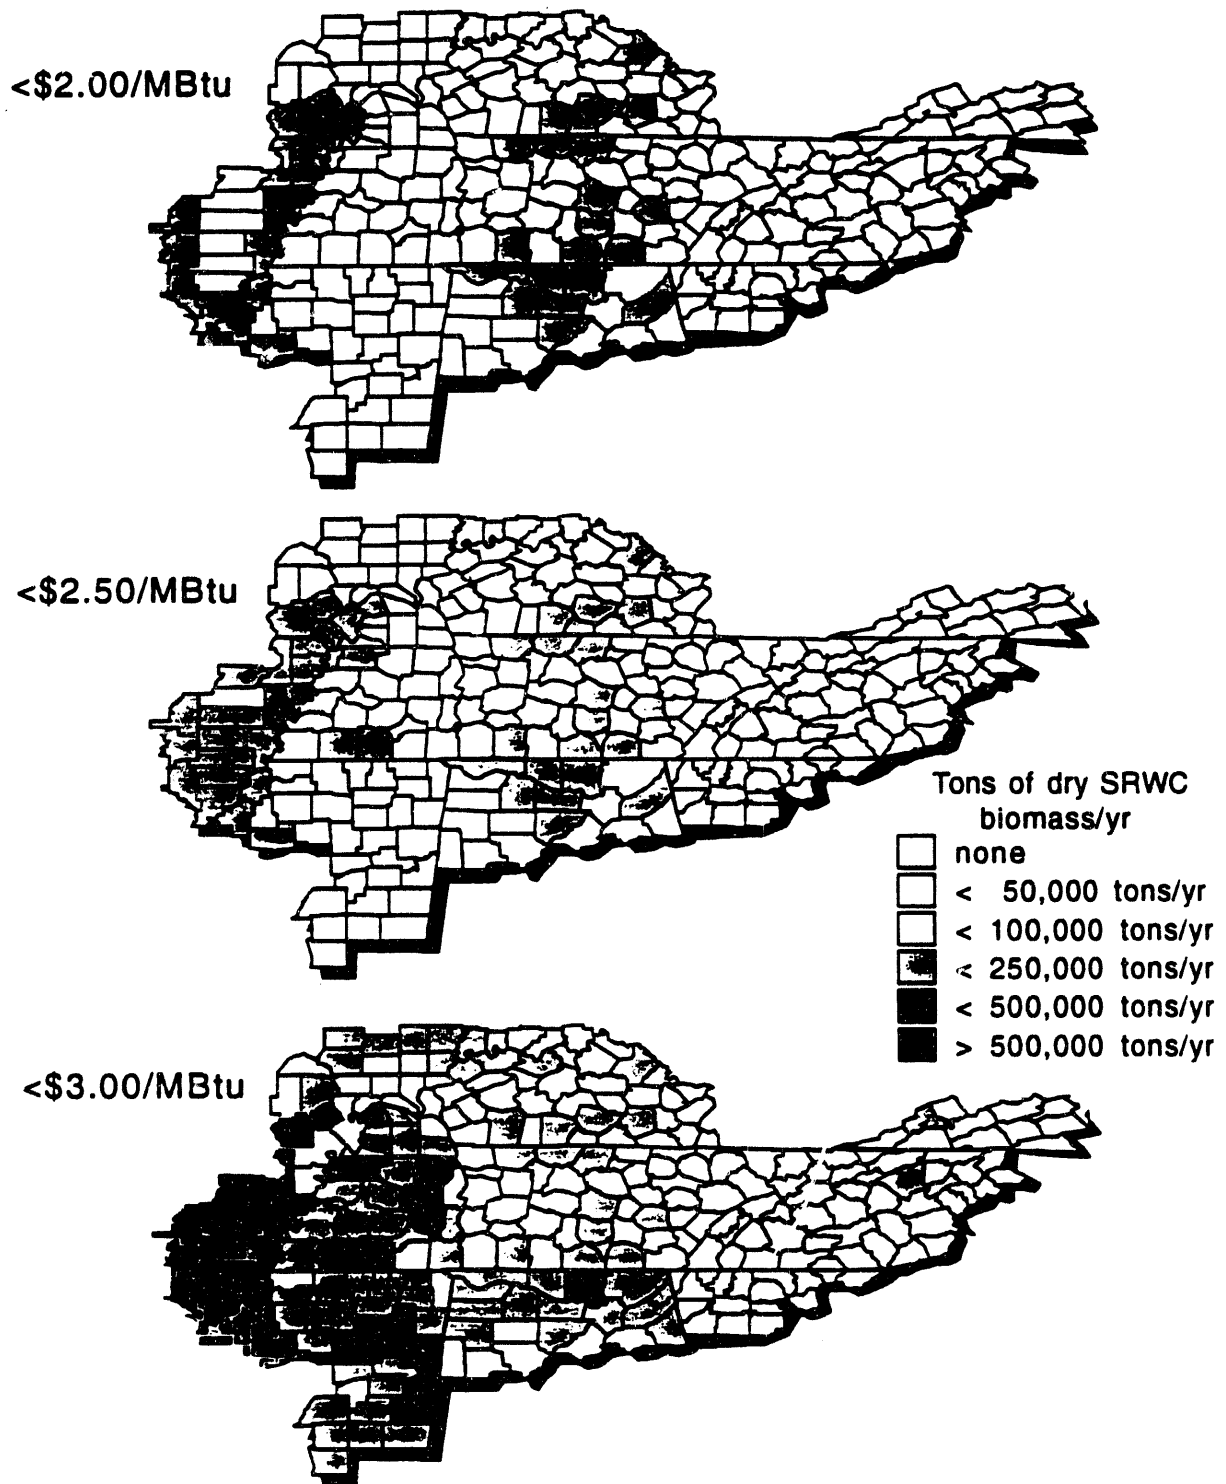 <$2.00/MBtu
<$2.50/MBtu
Tons of dry SRWC
biomass/yr
none
< 50,000 tons/yr
< 100,000 tons/yr
< 250,000 tons/yr
< 500,000 tons/yr
> 500,000 tons/yr
<$3.00/MBtu